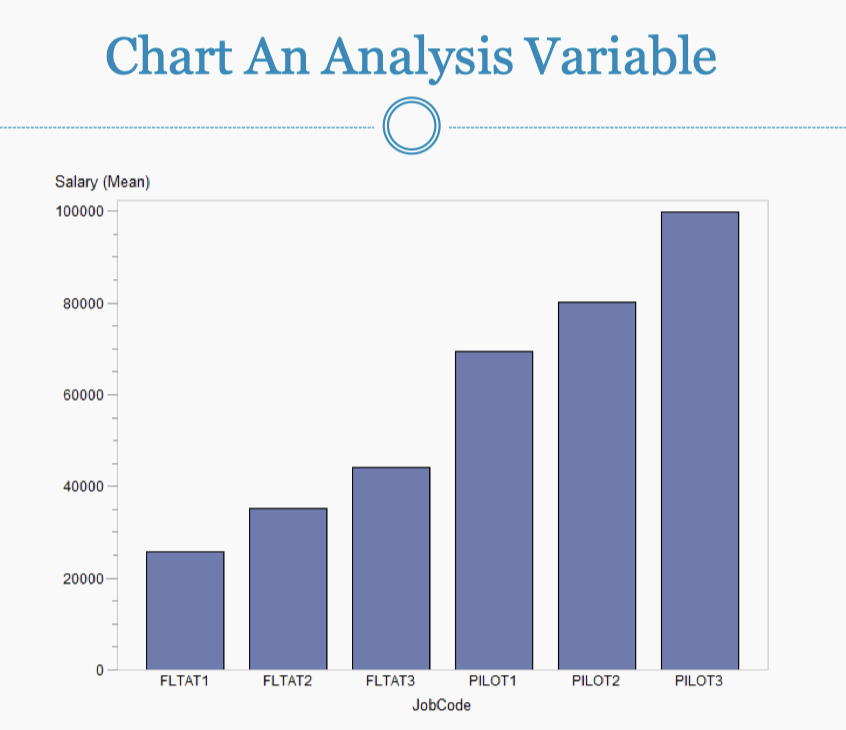 Chart An Analysis Variable
Salary (Mean)
100000
80000
60000
40000
20000
0
FLTAT1 FLTAT2 FLTAT3 PILOT1 PILOT2 PILOT3
JobCode